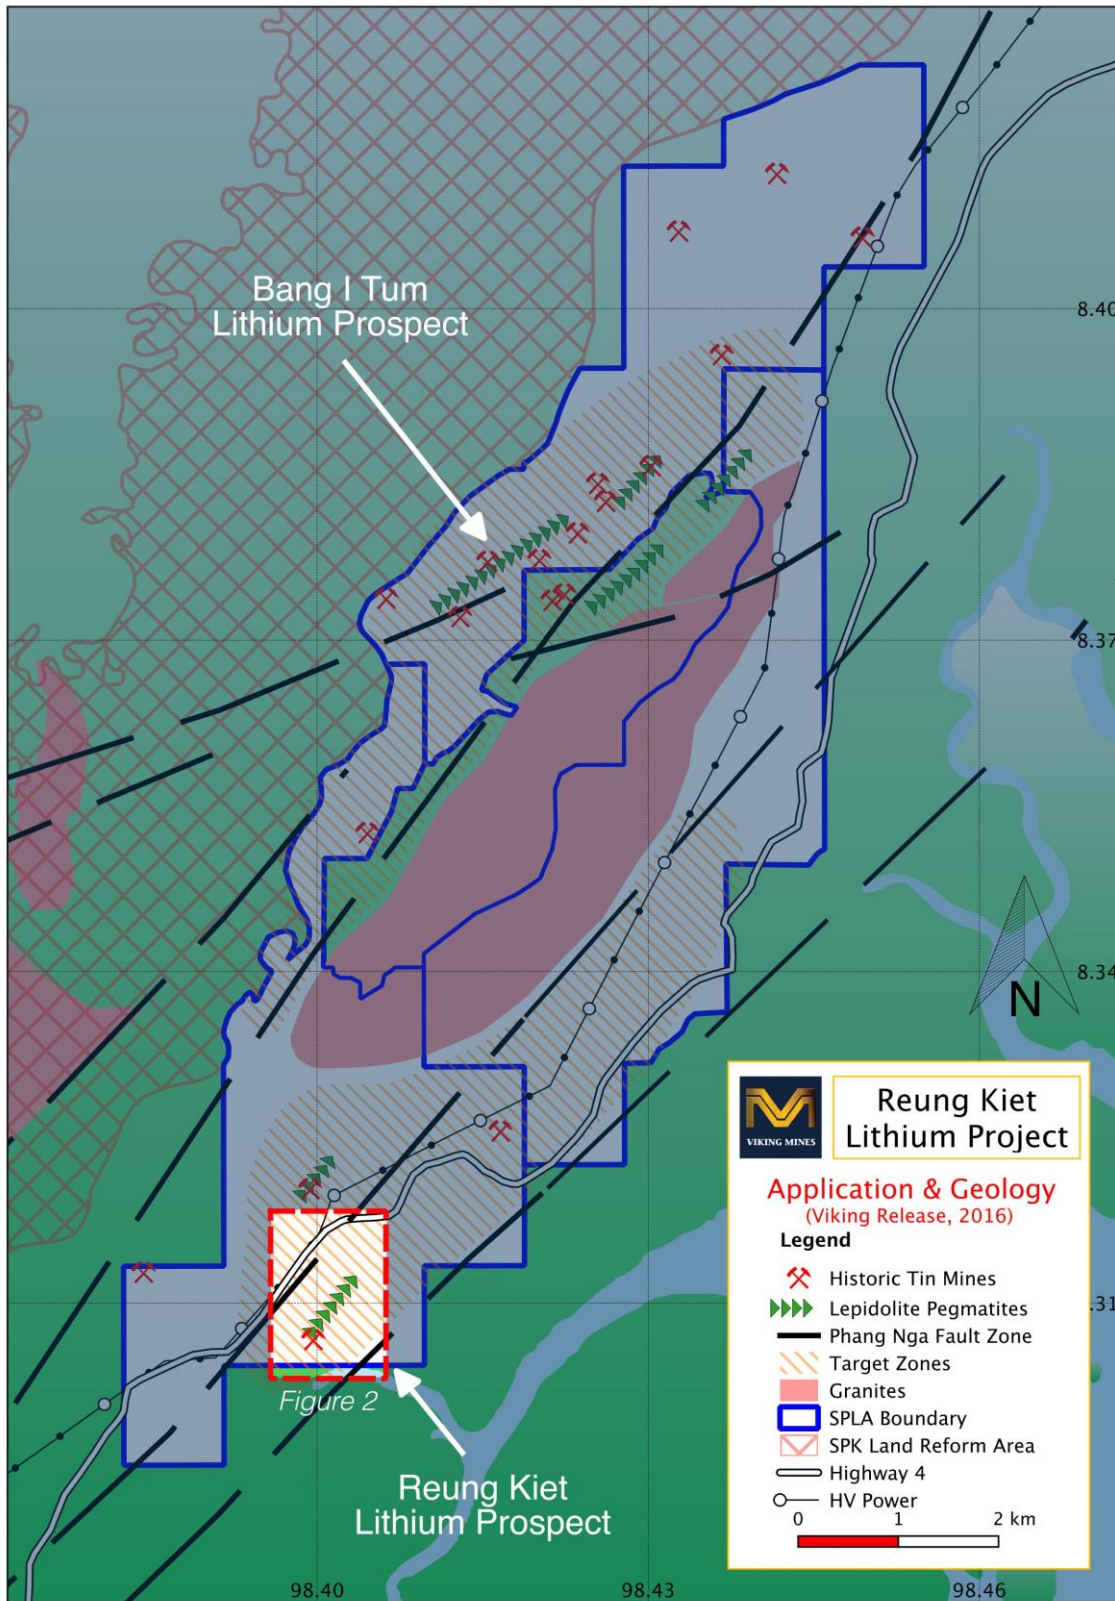 Bang I Tum
Lithium Prospect
8.40
8.37
8.34
.31
Figure 2
Reung Kiet
Lithium Prospect
98.40
98.43
98.46
N
VIKING MINES
Reung Kiet
Lithium Project
Application & Geology
(Viking Release, 2016)
Legend
Historic Tin Mines
Lepidolite Pegmatites
Phang Nga Fault Zone
Target Zones
Granites
SPLA Boundary
SPK Land Reform Area
Highway 4
HV Power
0 1 2 km